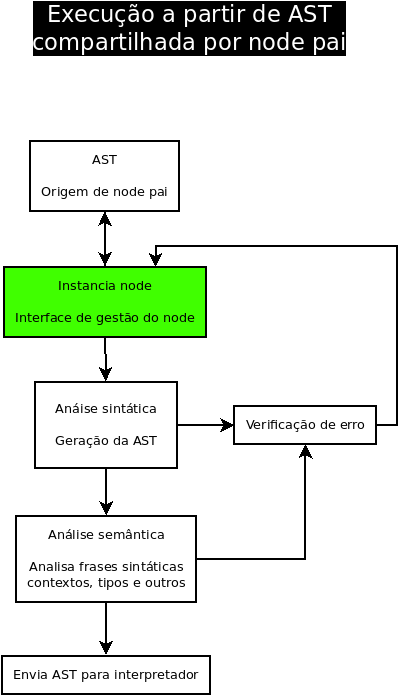 Execução a partir de AST
compartilhada por node pai
AST
Origem de node pai
Instancia node
Interface de gestão do node
Anáise sintática
Geração da AST
Verificação de erro
Análise semântica
Analisa frases sintáticas
contextos, tipos e outros
Envia AST para interpretador